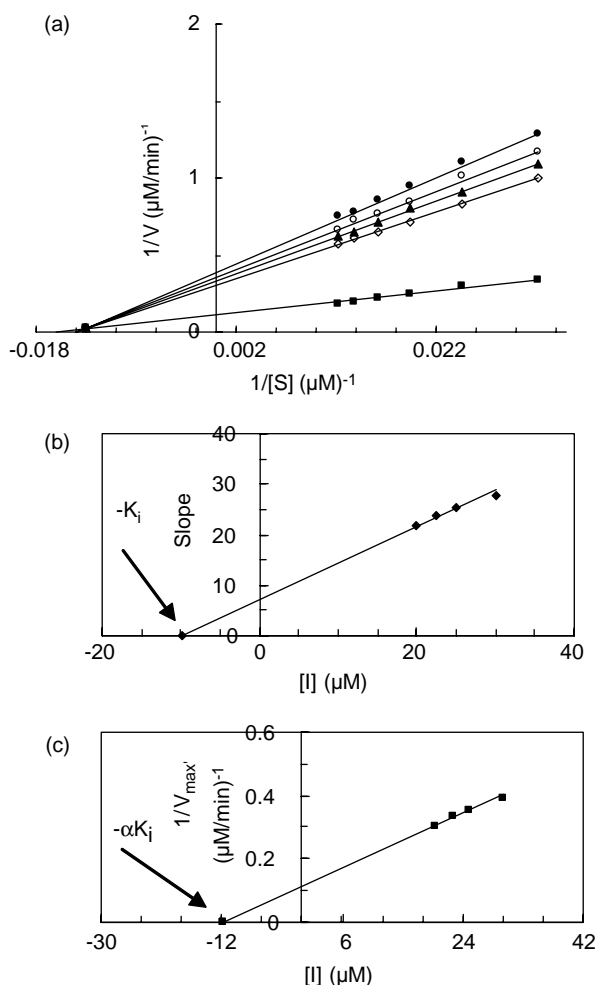 (a)
2
1
0
1/V (µM/min)⁻¹
-0.018
0.002
0.022
1/[S] (µM)⁻¹
(b)
40
30
20
10
0
Slope
-Kᵢ
-20
0
20
40
[I] (µM)
(c)
0.6
0.4
0.2
0
1/Vmax'
(µM/min)⁻¹
-αKᵢ
-30
-12
6
24
42
[I] (µM)